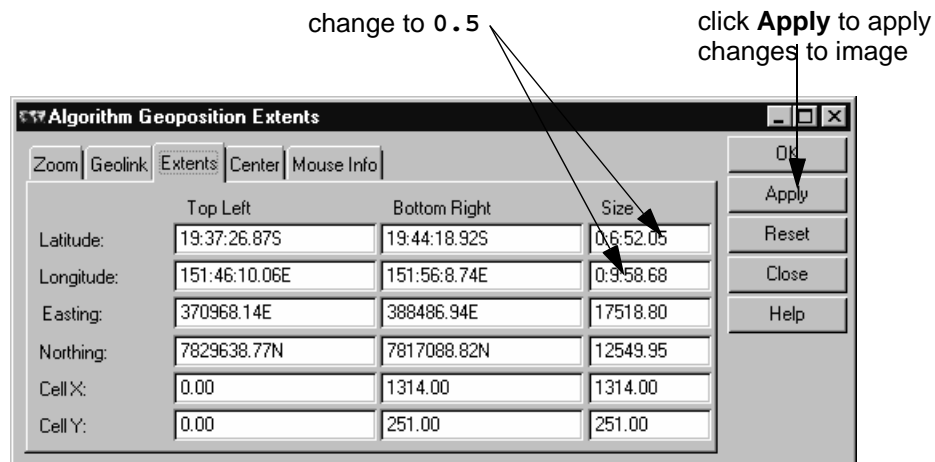 change to 0.5
click Apply to apply
changes to image
Algorithm Geoposition Extents
Zoom Geolink Extents Center Mouse Info
OK
Apply
Reset
Close
Help
Top Left Bottom Right Size
Latitude: 19:37:26.87S 19:44:18.92S 0:6:52.05
Longitude: 151:46:10.06E 151:56:8.74E 0:9:58.68
Easting: 370968.14E 388486.94E 17518.80
Northing: 7829638.77N 7817088.82N 12549.95
Cell X: 0.00 1314.00 1314.00
Cell Y: 0.00 251.00 251.00